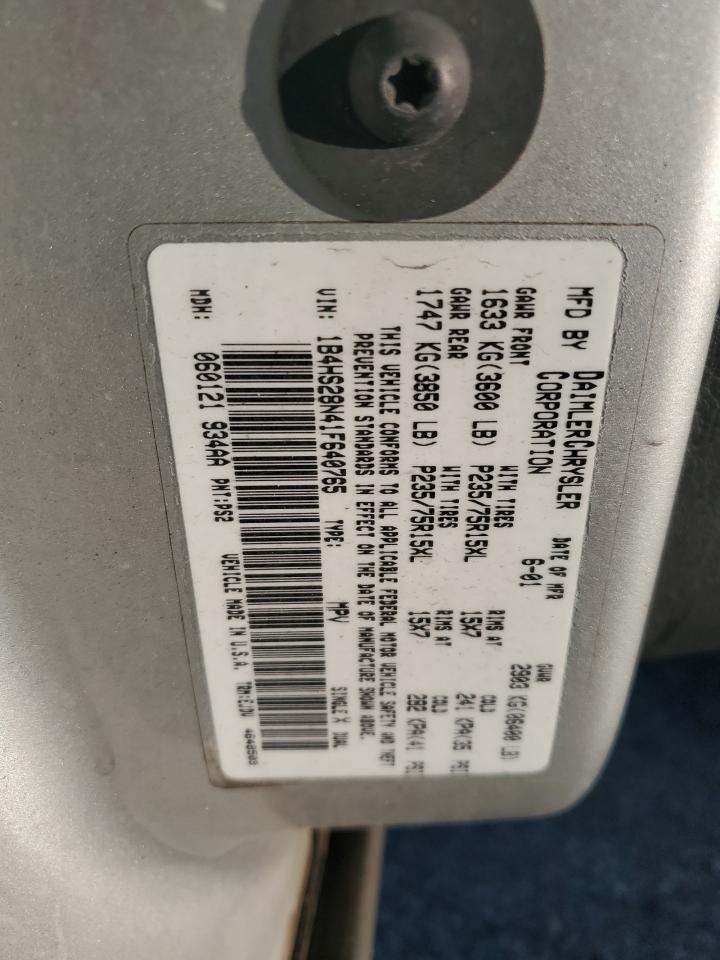 MFD BY DAIMLERCHRYSLER CORPORATION DATE OF MFR 6-01 GVWR 2903 KG(06400 LB)
GAWR FRONT WITH TIRES RIMS AT COLD
1633 KG(3600 LB) P235/75R15XL 15X7 241 KPA(35 PSI
GAWR REAR WITH TIRES RIMS AT COLD
1747 KG(3850 LB) P235/75R15XL 15X7 282 KPA(41 PSI
THIS VEHICLE CONFORMS TO ALL APPLICABLE FEDERAL MOTOR VEHICLE SAFETY AND THEFT
PREVENTION STANDARDS IN EFFECT ON THE DATE OF MANUFACTURE SHOWN ABOVE.
VIN: 1B4HS28N41F640765 TYPE: MPV SINGLE X DUAL
MDH: 060121 934AA PNT:PS2 VEHICLE MADE IN U.S.A.